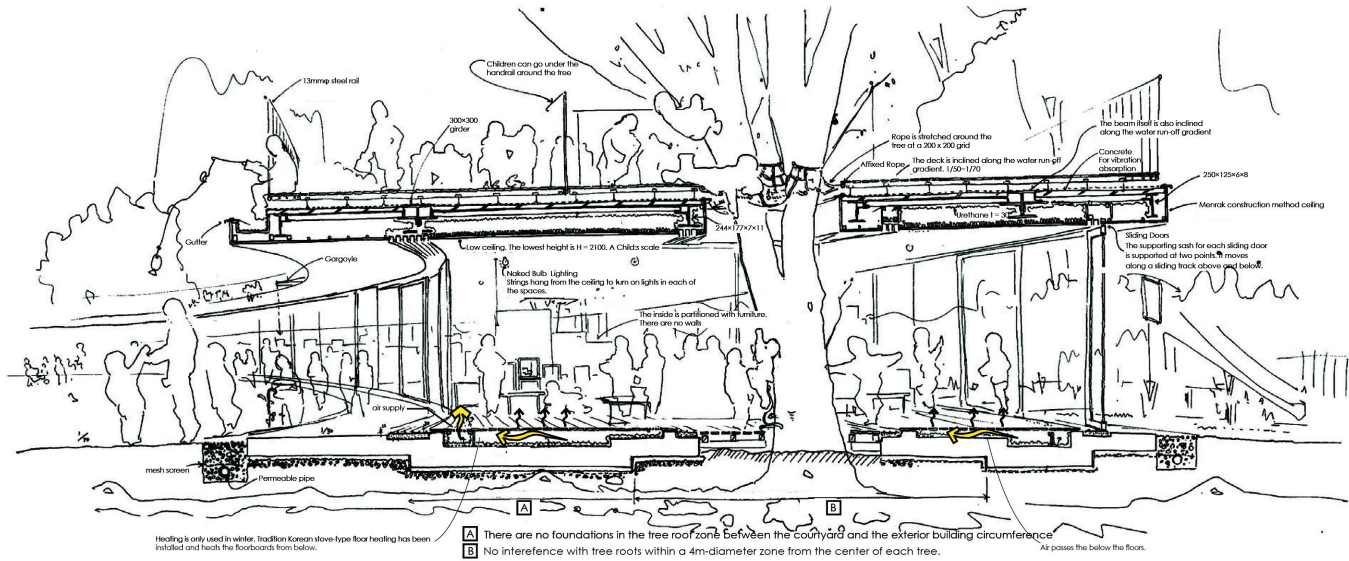 Children can go under the
handrail around the tree
13mmφ steel rail
300×300
girder
Rope is stretched around the
tree at a 200 x 200 grid
The beam itself is also inclined
along the water run-off gradient
Affixed Rope
The deck is inclined along the water run-off
gradient. 1/50~1/70
Concrete
For vibration
absorption
250×125×6×8
Menrak construction method ceiling
Urethane t = 30
244×177×7×11
Gutter
Low ceiling. The lowest height is H = 2100. A Child's scale
Sliding Doors
The supporting sash for each sliding door
is supported at two points. It moves
along a sliding track above and below.
Gargoyle
Naked Bulb Lighting
Strings hang from the ceiling to turn on lights in each of
the spaces.
The inside is partitioned with furniture.
There are no walls
air supply
mesh screen
Permeable pipe
A
B
Heating is only used in winter. Tradition Korean stove-type floor heating has been
installed and heats the floorboards from below.
A There are no foundations in the tree roof zone between the courtyard and the exterior building circumference
B No interefence with tree roots within a 4m-diameter zone from the center of each tree.
Air passes the below the floors.